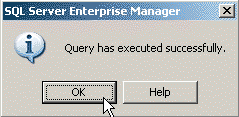 SQL Server Enterprise Manager
Query has executed successfully.
OK
Help